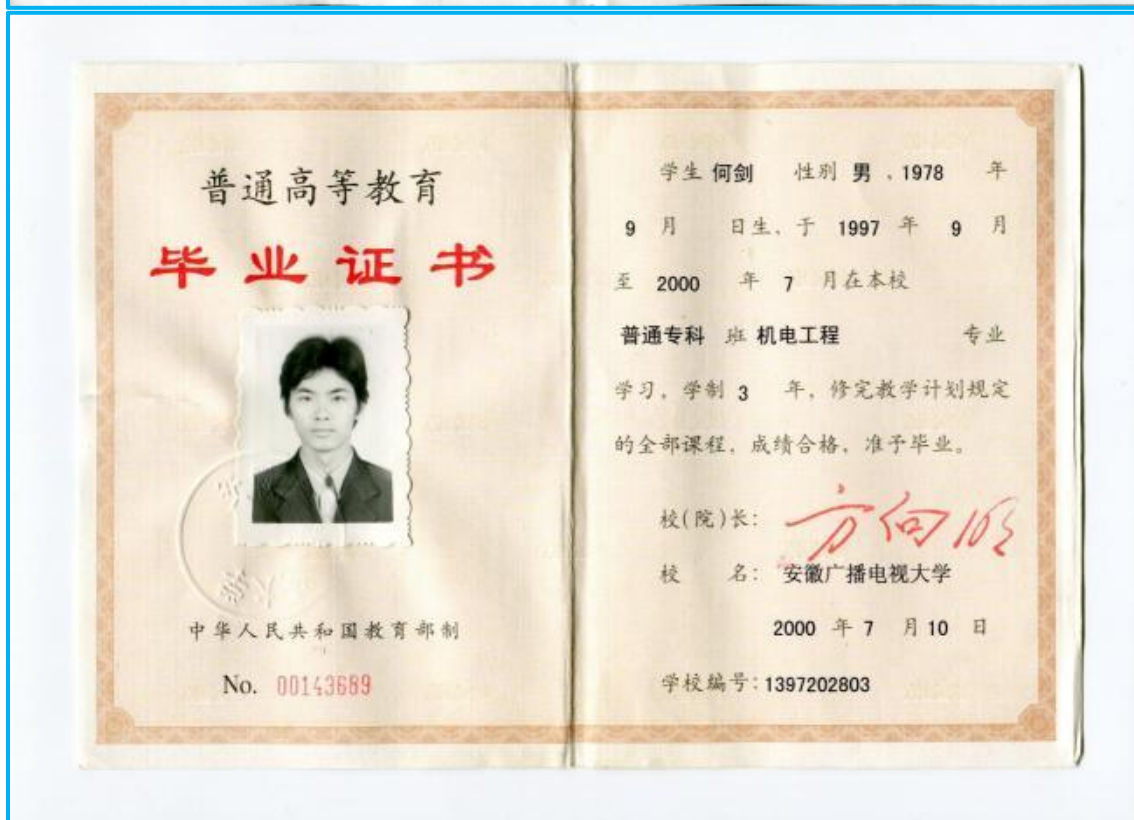 普通高等教育
毕业证书
中华人民共和国教育部制
No. 00143689
学生 何剑 性别 男 、1978 年
9 月 日生、于 1997 年 9 月
至 2000 年 7 月在本校
普通专科 班 机电工程 专业
学习，学制 3 年，修完教学计划规定
的全部课程，成绩合格，准予毕业。
校(院)长： 方向明
校 名： 安徽广播电视大学
2000 年 7 月 10 日
学校编号：1397202803